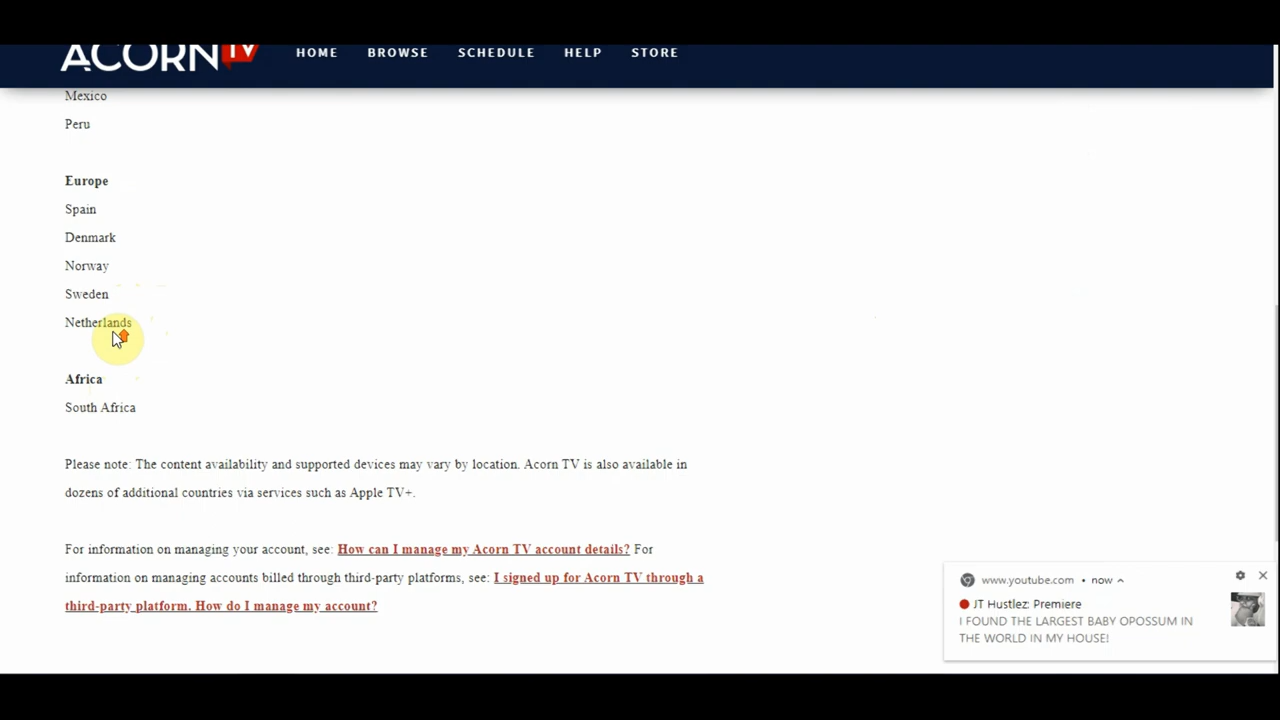 ACORN TV
HOME BROWSE SCHEDULE HELP STORE
Mexico
Peru
Europe
Spain
Denmark
Norway
Sweden
Netherlands
Africa
South Africa
Please note: The content availability and supported devices may vary by location. Acorn TV is also available in
dozens of additional countries via services such as Apple TV+.
For information on managing your account, see: How can I manage my Acorn TV account details? For
information on managing accounts billed through third-party platforms, see: I signed up for Acorn TV through a
third-party platform. How do I manage my account?
www.youtube.com • now
JT Hustlez: Premiere
I FOUND THE LARGEST BABY OPOSSUM IN
THE WORLD IN MY HOUSE!